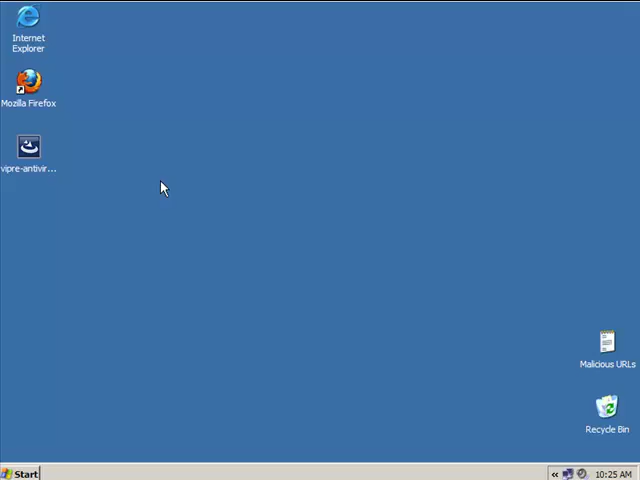 Internet
Explorer
Mozilla Firefox
vipre-antivir...
Malicious URLs
Recycle Bin
Start
« 10:25 AM